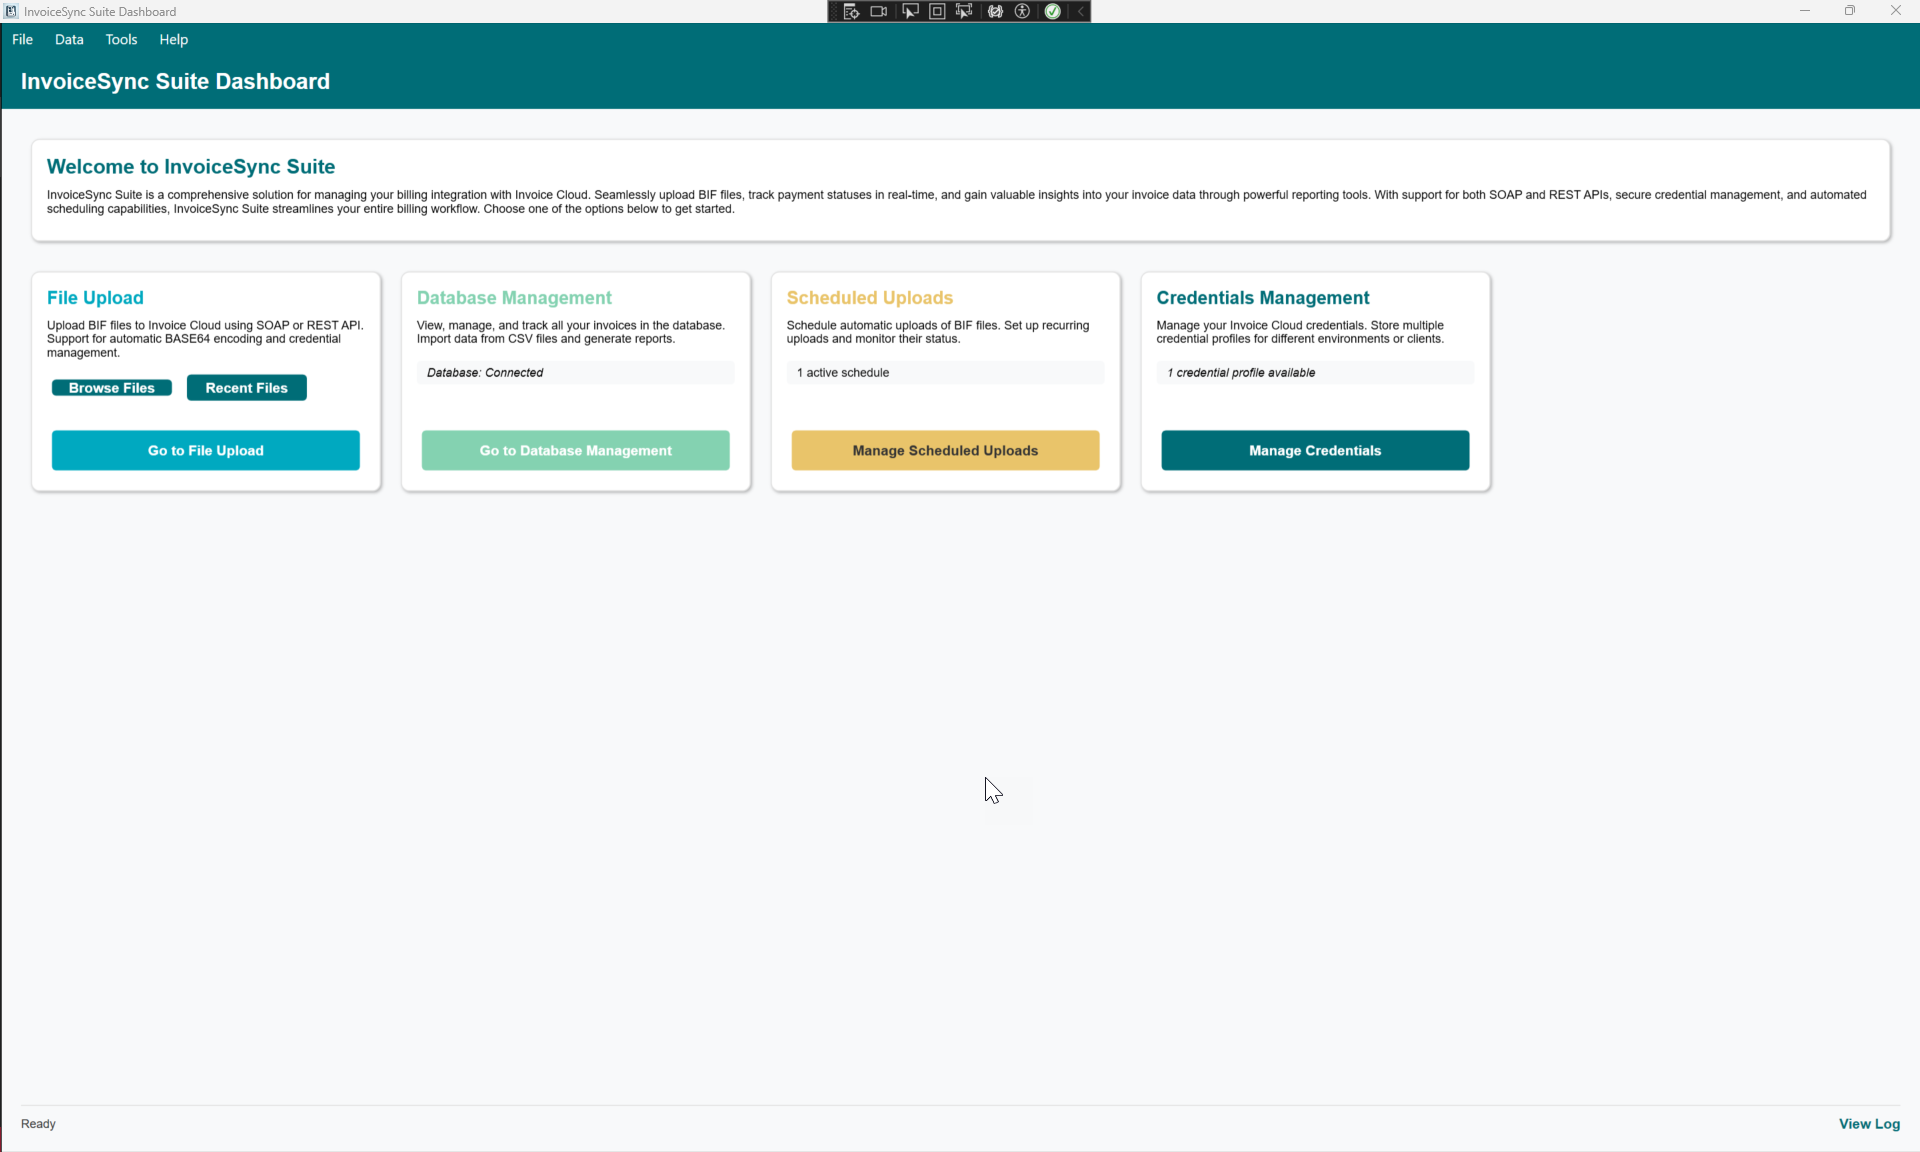 InvoiceSync Suite Dashboard
File Data Tools Help
InvoiceSync Suite Dashboard
Welcome to InvoiceSync Suite
InvoiceSync Suite is a comprehensive solution for managing your billing integration with Invoice Cloud. Seamlessly upload BIF files, track payment statuses in real-time, and gain valuable insights into your invoice data through powerful reporting tools. With support for both SOAP and REST APIs, secure credential management, and automated
scheduling capabilities, InvoiceSync Suite streamlines your entire billing workflow. Choose one of the options below to get started.
File Upload
Upload BIF files to Invoice Cloud using SOAP or REST API.
Support for automatic BASE64 encoding and credential
management.
Browse Files Recent Files
Go to File Upload
Database Management
View, manage, and track all your invoices in the database.
Import data from CSV files and generate reports.
Database: Connected
Go to Database Management
Scheduled Uploads
Schedule automatic uploads of BIF files. Set up recurring
uploads and monitor their status.
1 active schedule
Manage Scheduled Uploads
Credentials Management
Manage your Invoice Cloud credentials. Store multiple
credential profiles for different environments or clients.
1 credential profile available
Manage Credentials
Ready
View Log